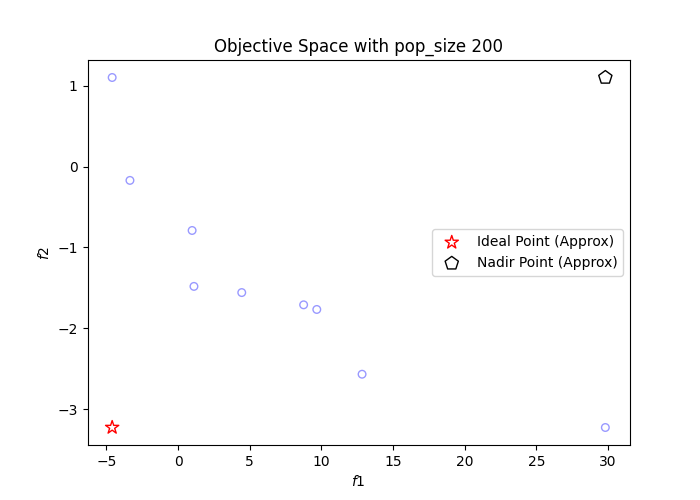 Objective Space with pop_size 200
1
0
−1
−2
−3
f2
Ideal Point (Approx)
Nadir Point (Approx)
−5 0 5 10 15 20 25 30
f1